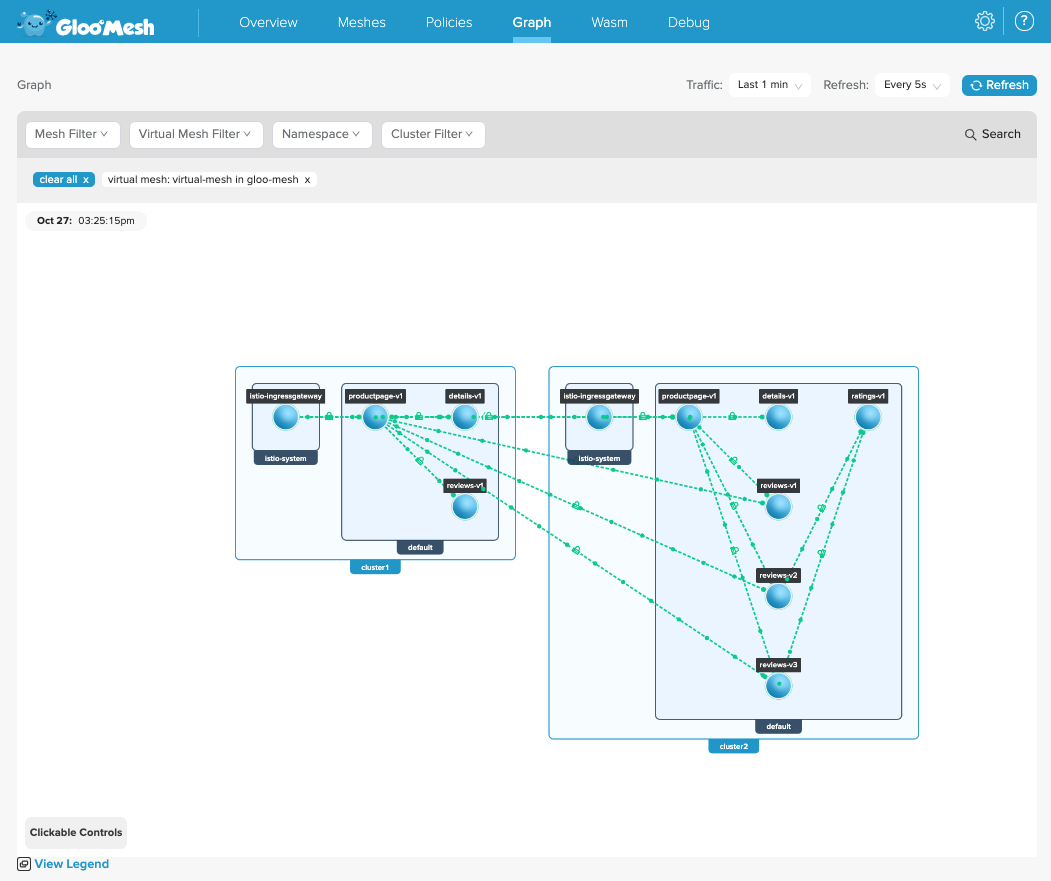 Gloo Mesh
Overview
Meshes
Policies
Graph
Wasm
Debug
?
Graph
Traffic:
Last 1 min
Refresh:
Every 5s
Refresh
Mesh Filter
Virtual Mesh Filter
Namespace
Cluster Filter
Search
clear all x
virtual mesh: virtual-mesh in gloo-mesh x
Oct 27: 03:25:15pm
istio-ingressgateway
productpage-v1
details-v1
istio-ingressgateway
productpage-v1
details-v1
ratings-v1
istio-system
istio-system
reviews-v1
reviews-v1
default
cluster1
reviews-v2
reviews-v3
default
cluster2
Clickable Controls
View Legend